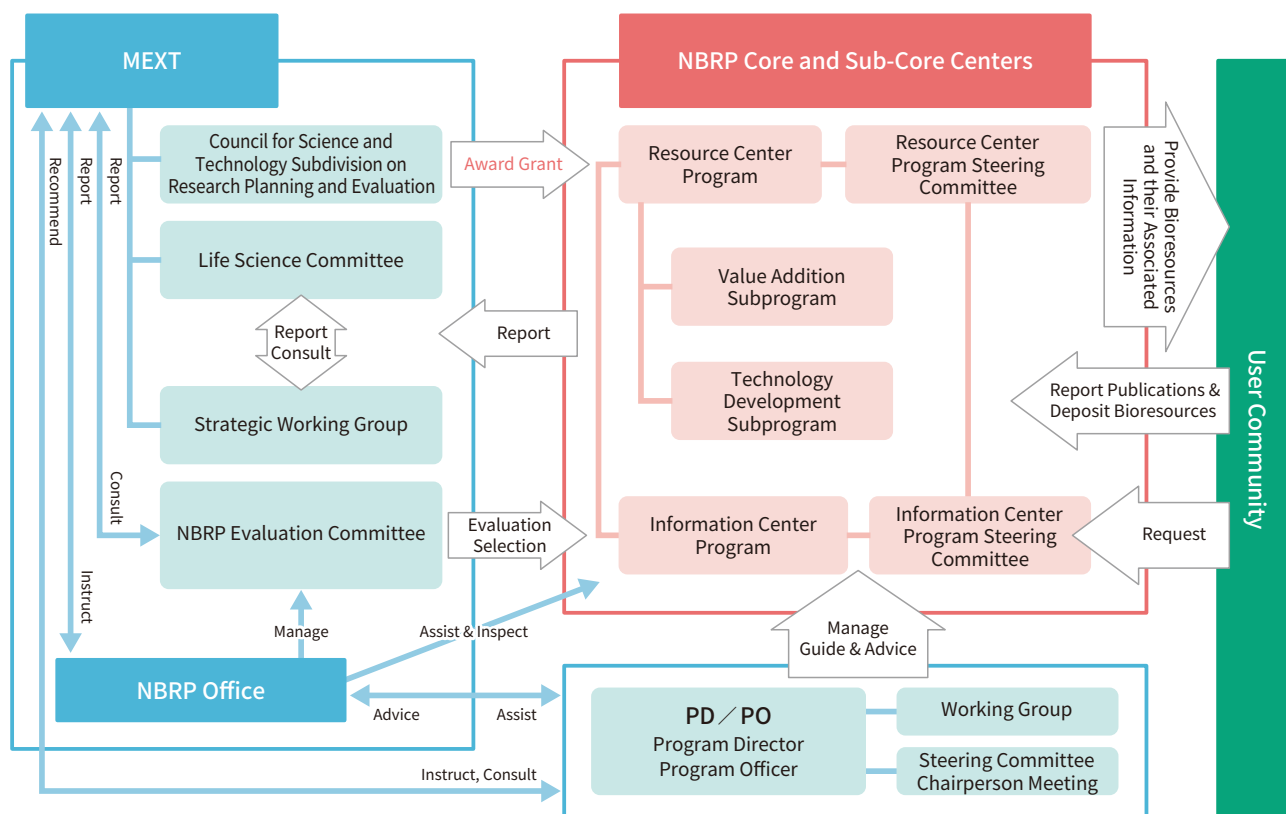 MEXT
NBRP Core and Sub-Core Centers
Council for Science and
Technology Subdivision on
Research Planning and Evaluation
Award Grant
Resource Center
Program
Resource Center
Program Steering
Committee
Provide Bioresources
and their Associated
Information
Recommend
Report
Report
Life Science Committee
Value Addition
Subprogram
Report
Consult
Report
Technology
Development
Subprogram
Report Publications &
Deposit Bioresources
User Community
Strategic Working Group
Consult
NBRP Evaluation Committee
Evaluation
Selection
Information Center
Program
Information Center
Program Steering
Committee
Request
Instruct
Manage
Assist & Inspect
Manage
Guide & Advice
NBRP Office
Advice
Assist
PD／PO
Program Director
Program Officer
Working Group
Steering Committee
Chairperson Meeting
Instruct, Consult